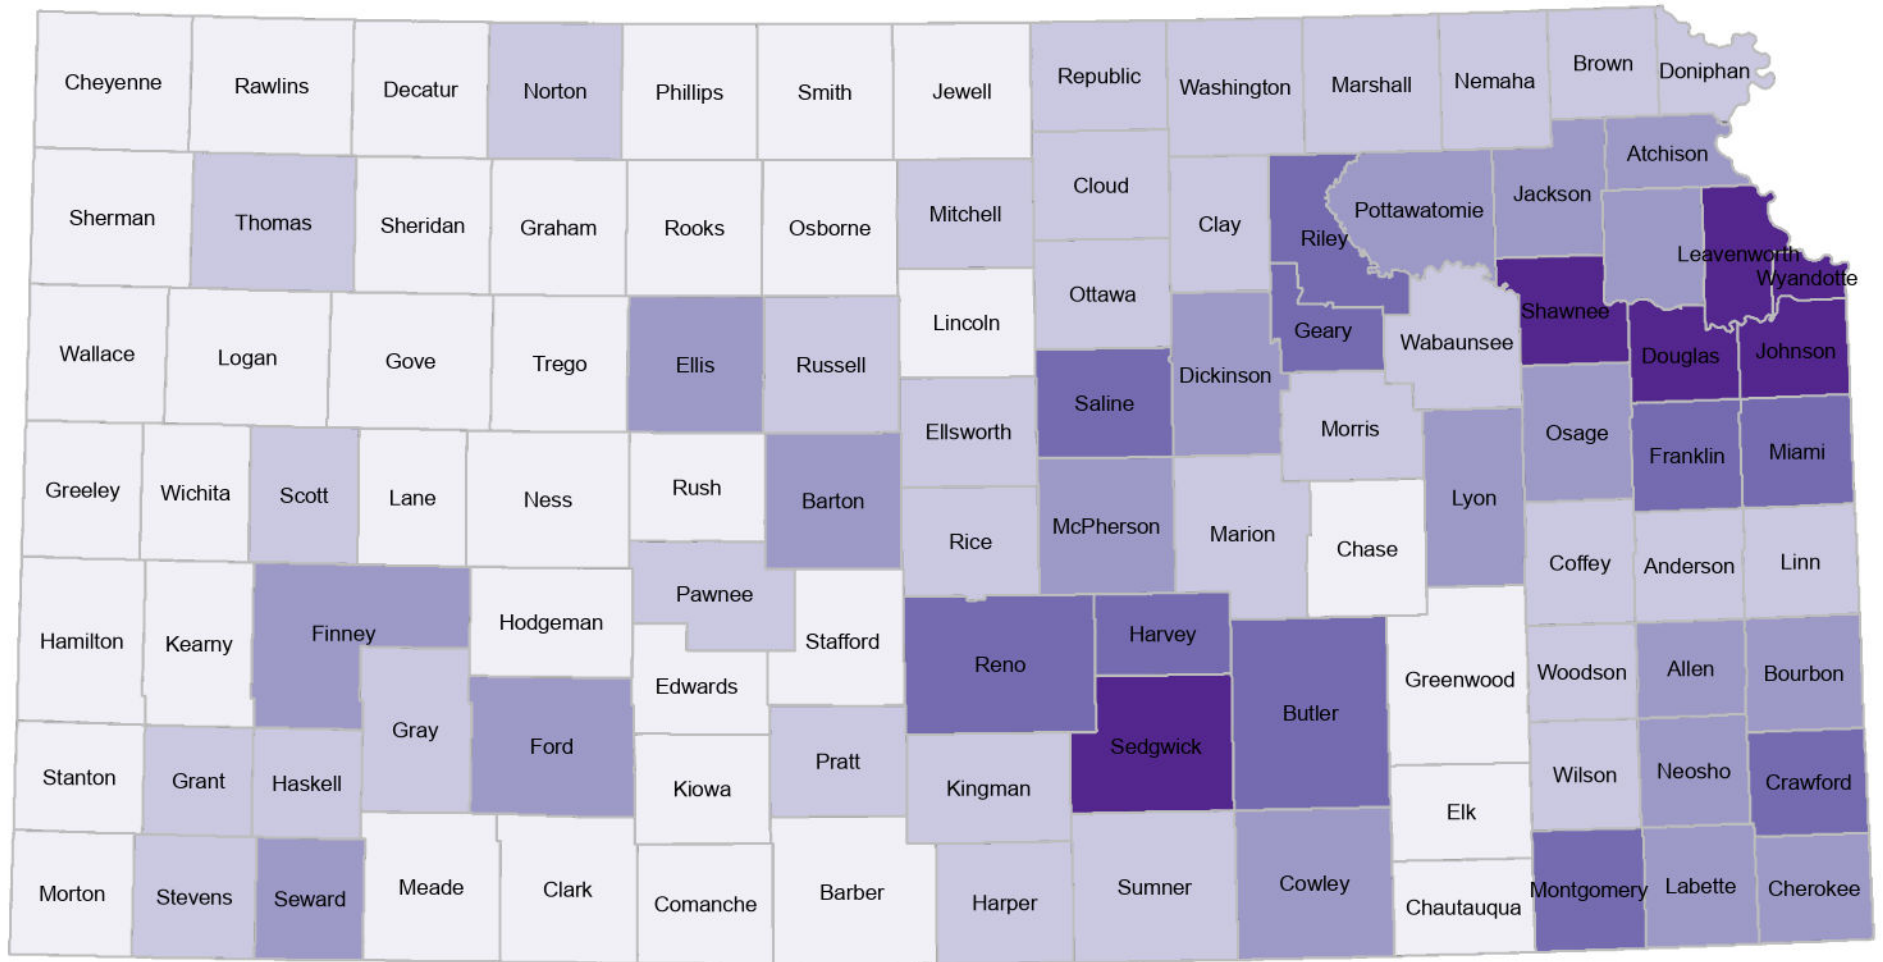 Cheyenne
Rawlins
Decatur
Norton
Phillips
Smith
Jewell
Republic
Washington
Marshall
Nemaha
Brown
Doniphan
Sherman
Thomas
Sheridan
Graham
Rooks
Osborne
Mitchell
Cloud
Clay
Riley
Pottawatomie
Jackson
Atchison
Leavenworth
Wyandotte
Wallace
Logan
Gove
Trego
Ellis
Russell
Lincoln
Ottawa
Saline
Dickinson
Geary
Wabaunsee
Shawnee
Douglas
Johnson
Greeley
Wichita
Scott
Lane
Ness
Rush
Barton
Ellsworth
Rice
McPherson
Marion
Morris
Chase
Lyon
Osage
Franklin
Miami
Coffey
Anderson
Linn
Hamilton
Kearny
Finney
Hodgeman
Pawnee
Stafford
Edwards
Reno
Harvey
Sedgwick
Butler
Greenwood
Woodson
Allen
Bourbon
Stanton
Grant
Haskell
Gray
Ford
Kiowa
Pratt
Kingman
Elk
Wilson
Neosho
Crawford
Morton
Stevens
Seward
Meade
Clark
Comanche
Barber
Harper
Sumner
Cowley
Chautauqua
Montgomery
Labette
Cherokee